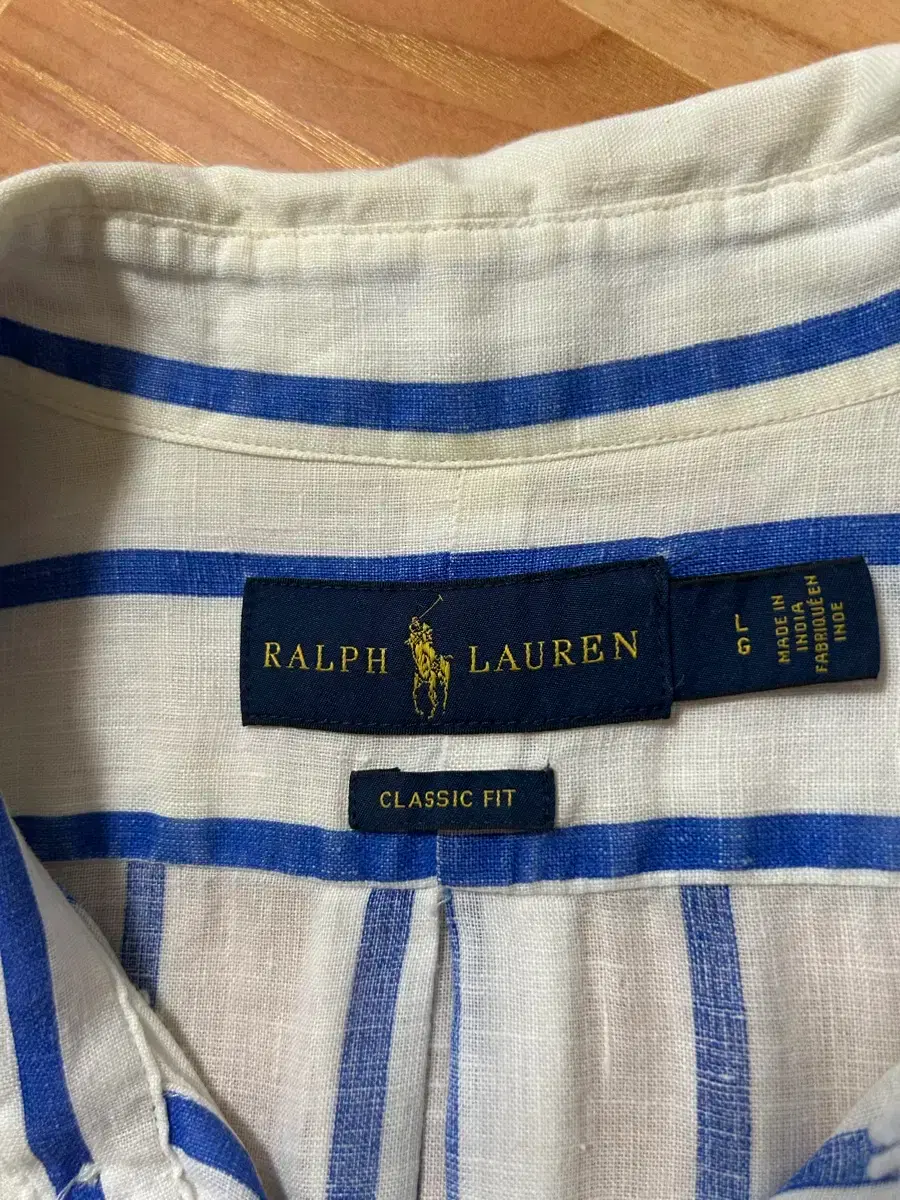 RALPH LAUREN
L
G
MADE IN
INDIA
FABRIQUÉ EN
INDE
CLASSIC FIT